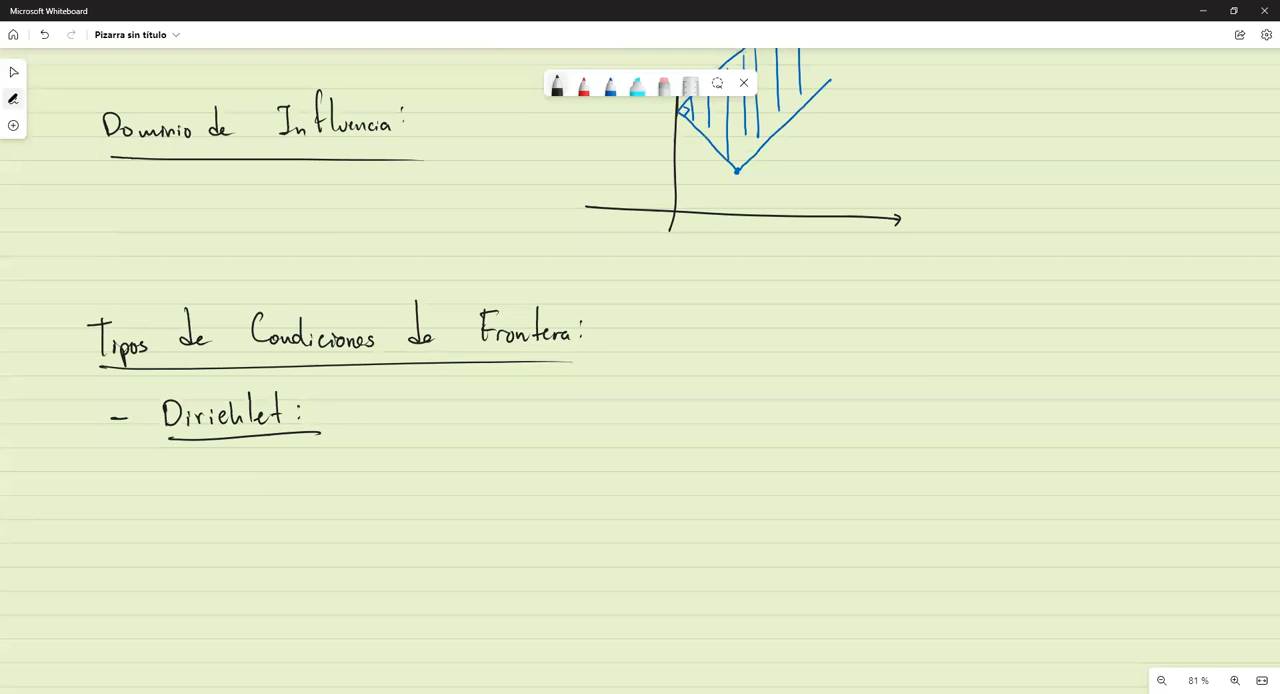 Microsoft Whiteboard
Pizarra sin título
Dominio de Influencia:
Tipos de Condiciones de Frontera:
- Dirichlet:
81 %